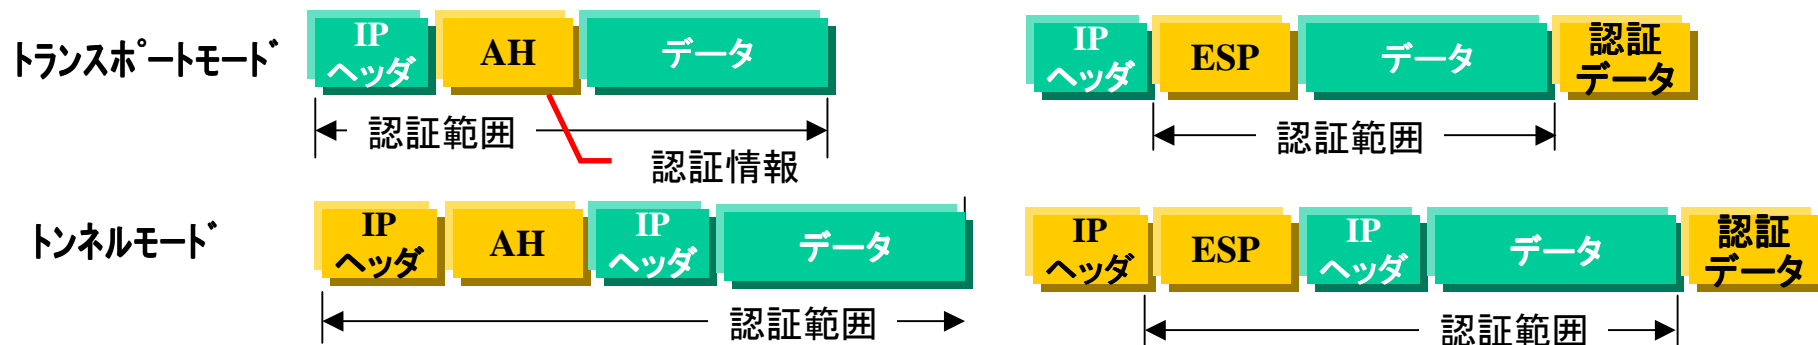 トランスポートモード
IP
ヘッダ
AH
データ
認証範囲
認証情報
IP
ヘッダ
ESP
データ
認証
データ
認証範囲
トンネルモード
IP
ヘッダ
AH
IP
ヘッダ
データ
認証範囲
IP
ヘッダ
ESP
IP
ヘッダ
データ
認証
データ
認証範囲